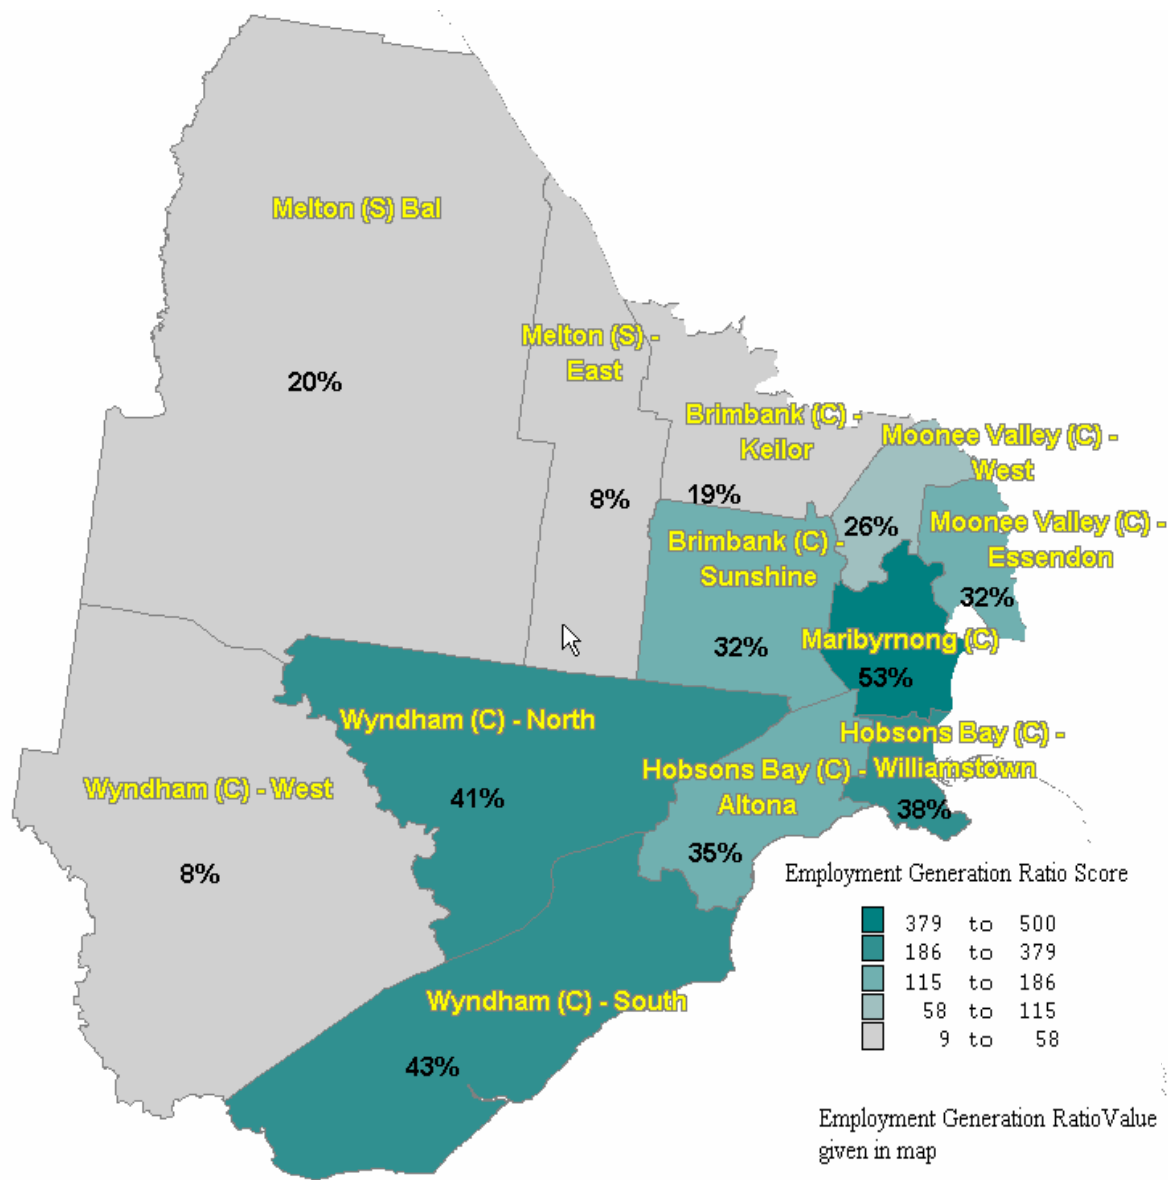 Melton (S) Bal
Melton (S) -
East
20%
Brimbank (C) -
Keilor
Moonee Valley (C) -
West
8%
19%
26%
Moonee Valley (C) -
Essendon
Brimbank (C) -
Sunshine
32%
32%
Maribyrnong (C)
53%
Wyndham (C) - North
Hobsons Bay (C) -
Williamstown
Hobsons Bay (C) -
Altona
Wyndham (C) - West
41%
38%
35%
8%
Employment Generation Ratio Score
379 to 500
186 to 379
115 to 186
58 to 115
9 to 58
Wyndham (C) - South
43%
Employment Generation RatioValue
given in map